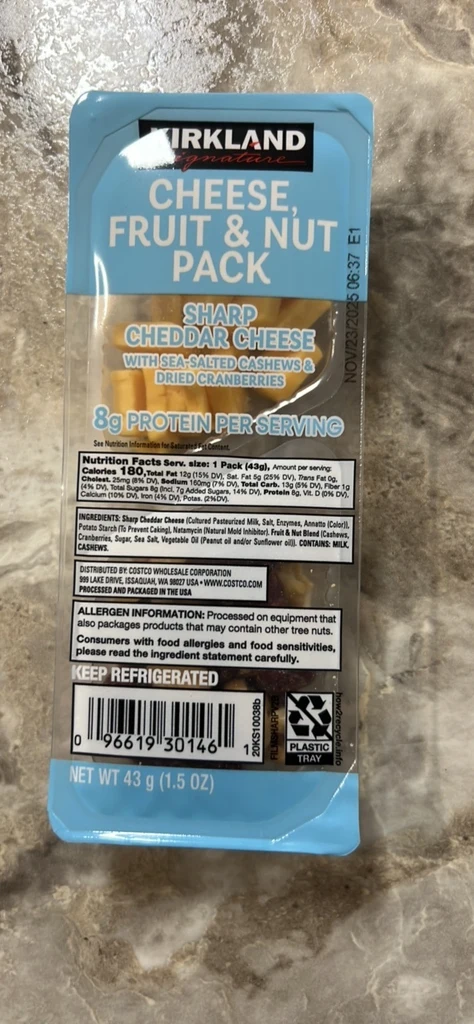 KIRKLAND
Signature
CHEESE,
FRUIT & NUT
PACK
NOV/23/2025 06:37 E1
SHARP
CHEDDAR CHEESE
WITH SEA-SALTED CASHEWS &
DRIED CRANBERRIES
8g PROTEIN PER SERVING
See Nutrition Information for Saturated Fat Content.
Nutrition Facts Serv. size: 1 Pack (43g), Amount per serving:
Calories 180, Total Fat 12g (15% DV), Sat. Fat 5g (25% DV), Trans Fat 0g,
Cholest. 25mg (8% DV), Sodium 160mg (7% DV), Total Carb. 13g (5% DV), Fiber 1g
(4% DV), Total Sugars 8g (Incl. 7g Added Sugars, 14% DV), Protein 8g, Vit. D (0% DV),
Calcium (10% DV), Iron (4% DV), Potas. (2%DV).
INGREDIENTS: Sharp Cheddar Cheese (Cultured Pasteurized Milk, Salt, Enzymes, Annatto (Color)),
Potato Starch (To Prevent Caking), Natamycin (Natural Mold Inhibitor). Fruit & Nut Blend (Cashews,
Cranberries, Sugar, Sea Salt, Vegetable Oil (Peanut oil and/or Sunflower oil)). CONTAINS: MILK,
CASHEWS.
DISTRIBUTED BY: COSTCO WHOLESALE CORPORATION
999 LAKE DRIVE, ISSAQUAH, WA 98027 USA • WWW.COSTCO.COM
PROCESSED AND PACKAGED IN THE USA
ALLERGEN INFORMATION: Processed on equipment that
also packages products that may contain other tree nuts.
Consumers with food allergies and food sensitivities,
please read the ingredient statement carefully.
KEEP REFRIGERATED
0 96619 30146 1
20KS10038b
PLASTIC
TRAY
how2recycle.info
NET WT 43 g (1.5 OZ)